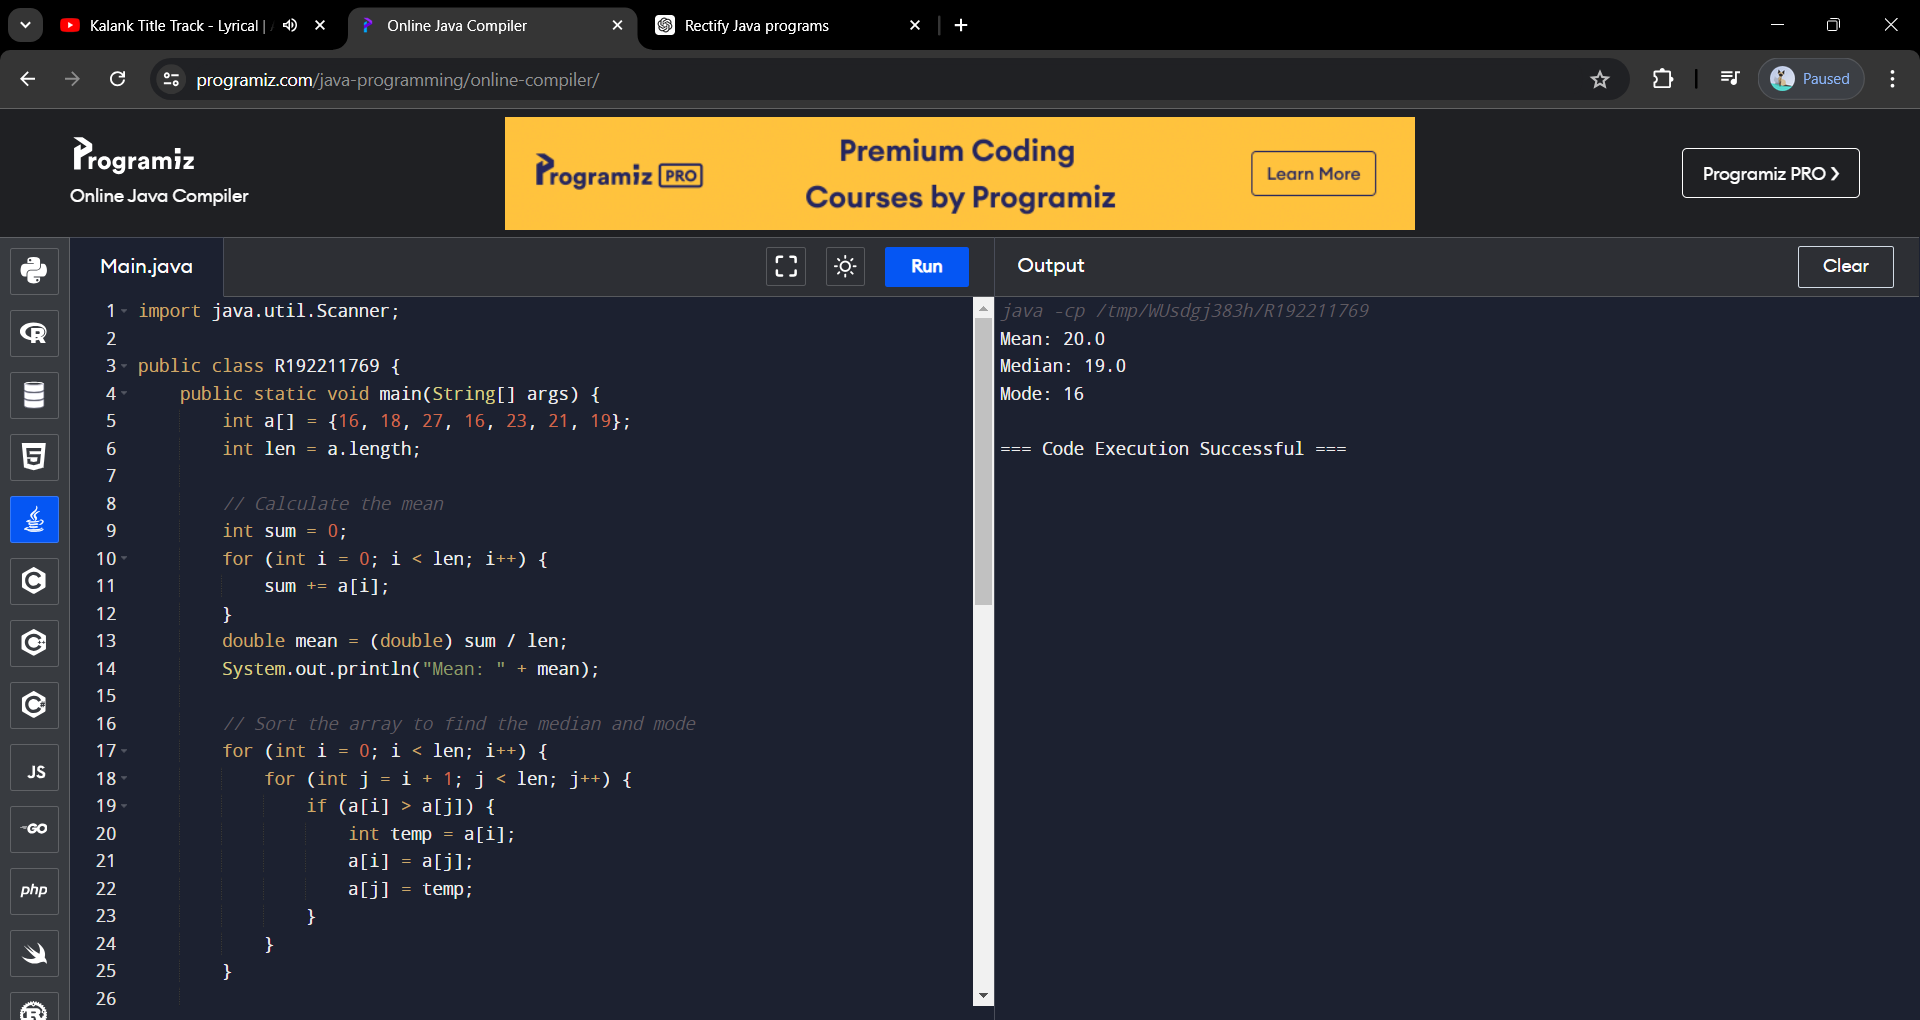 Kalank Title Track - Lyrical |
Online Java Compiler
Rectify Java programs
programiz.com/java-programming/online-compiler/
Paused
Programiz
Online Java Compiler
Programiz PRO
Premium Coding
Courses by Programiz
Learn More
Programiz PRO ❯
Main.java
Run
Output
Clear
1 import java.util.Scanner;
2
3 public class R192211769 {
4     public static void main(String[] args) {
5         int a[] = {16, 18, 27, 16, 23, 21, 19};
6         int len = a.length;
7
8         // Calculate the mean
9         int sum = 0;
10         for (int i = 0; i < len; i++) {
11             sum += a[i];
12         }
13         double mean = (double) sum / len;
14         System.out.println("Mean: " + mean);
15
16         // Sort the array to find the median and mode
17         for (int i = 0; i < len; i++) {
18             for (int j = i + 1; j < len; j++) {
19                 if (a[i] > a[j]) {
20                     int temp = a[i];
21                     a[i] = a[j];
22                     a[j] = temp;
23                 }
24             }
25         }
26
java -cp /tmp/WUsdgj383h/R192211769
Mean: 20.0
Median: 19.0
Mode: 16
=== Code Execution Successful ===
R
5
C
C++
C#
JS
GO
php
R